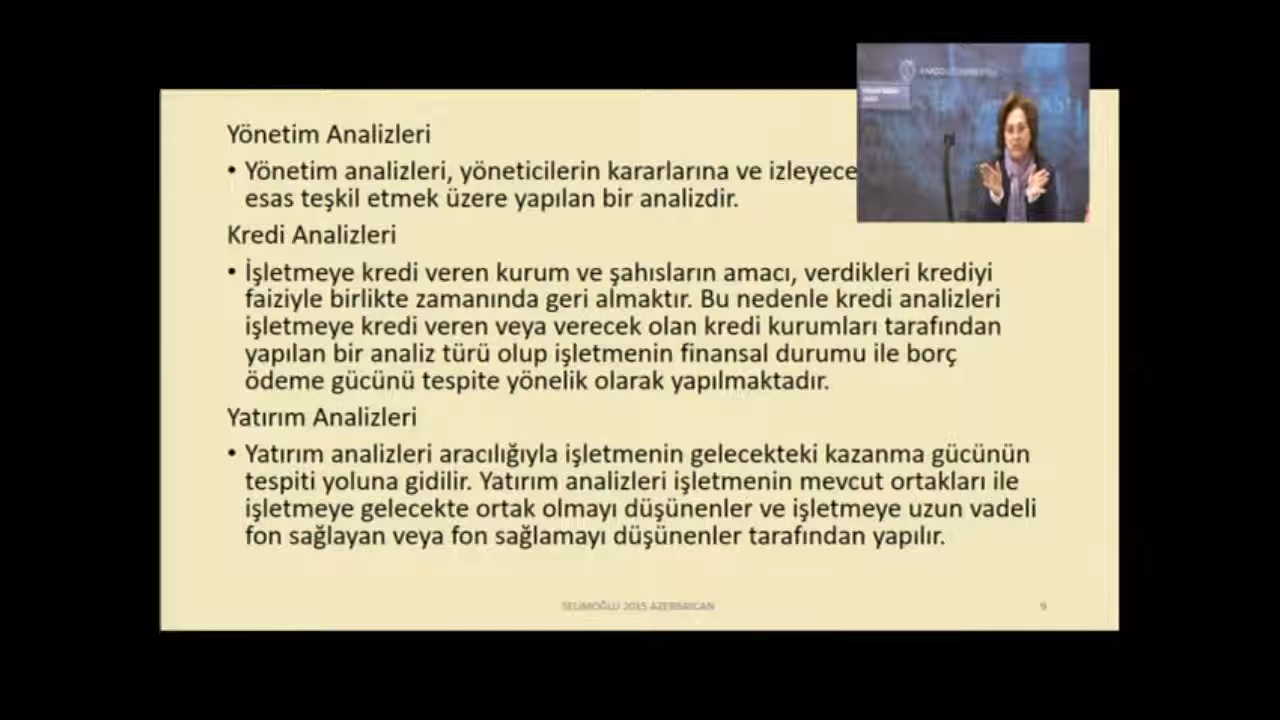 Yönetim Analizleri
• Yönetim analizleri, yöneticilerin kararlarına ve izleyece
esas teşkil etmek üzere yapılan bir analizdir.
Kredi Analizleri
• İşletmeye kredi veren kurum ve şahısların amacı, verdikleri krediyi
faiziyle birlikte zamanında geri almaktır. Bu nedenle kredi analizleri
işletmeye kredi veren veya verecek olan kredi kurumları tarafından
yapılan bir analiz türü olup işletmenin finansal durumu ile borç
ödeme gücünü tespite yönelik olarak yapılmaktadır.
Yatırım Analizleri
• Yatırım analizleri aracılığıyla işletmenin gelecekteki kazanma gücünün
tespiti yoluna gidilir. Yatırım analizleri işletmenin mevcut ortakları ile
işletmeye gelecekte ortak olmayı düşünenler ve işletmeye uzun vadeli
fon sağlayan veya fon sağlamayı düşünenler tarafından yapılır.
SELİMOĞLU 2015 AZERBAICAN
9